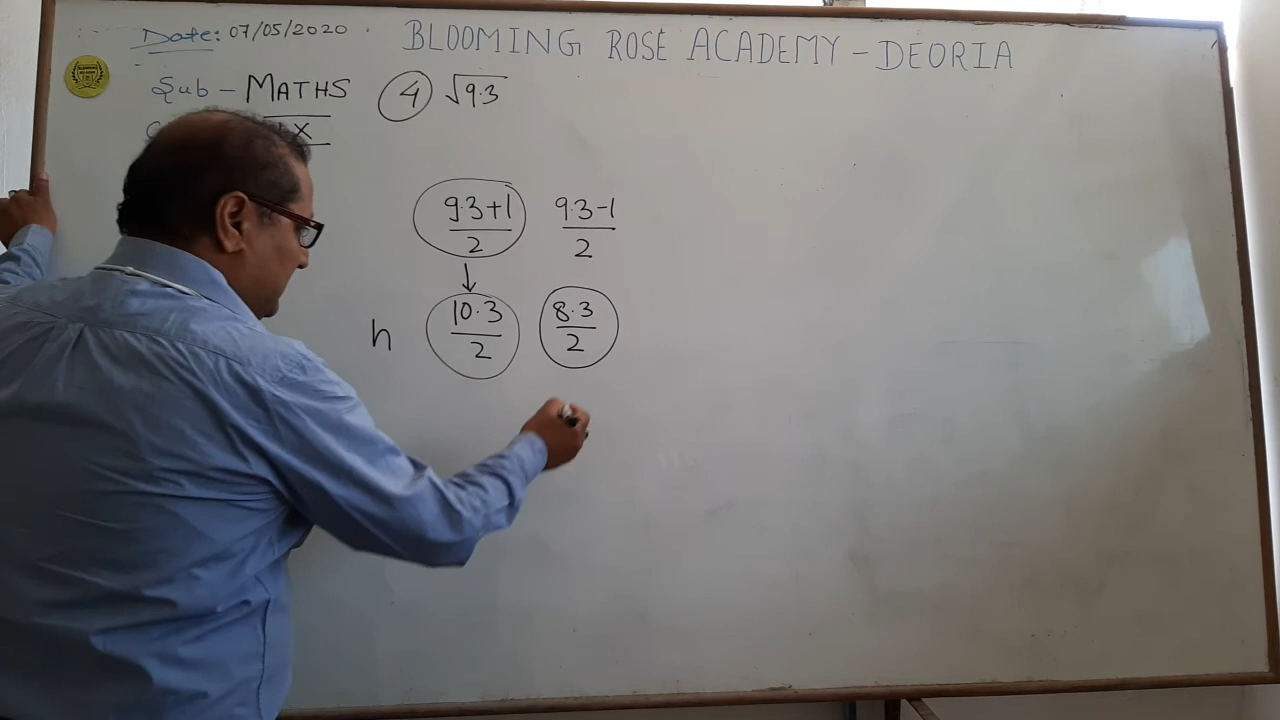 Date: 07/05/2020
BLOOMING ROSE ACADEMY - DEORIA
Sub - MATHS
④ √9.3
X
9.3+1/2 9.3-1/2
h 10.3/2 8.3/2